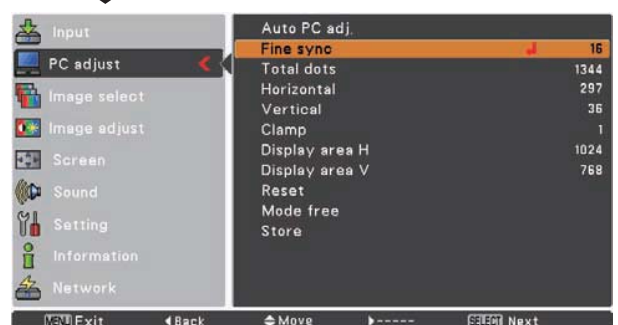 Input
PC adjust
Image select
Image adjust
Screen
Sound
Setting
Information
Network
Auto PC adj.
Fine sync 16
Total dots 1344
Horizontal 297
Vertical 36
Clamp 1
Display area H 1024
Display area V 768
Reset
Mode free
Store
MENU Exit Back Move ----- SELECT Next